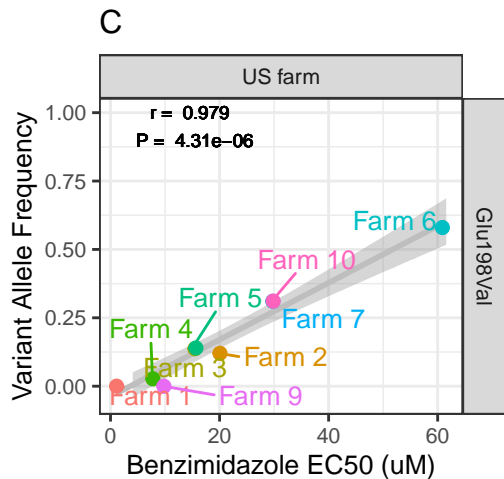 C
US farm
r = 0.979
P = 4.31e−06
1.00
0.75
0.50
0.25
0.00
Variant Allele Frequency
Glu198Val
Farm 6
Farm 10
Farm 5
Farm 7
Farm 4
Farm 3
Farm 2
Farm 1
Farm 9
0
20
40
60
Benzimidazole EC50 (uM)